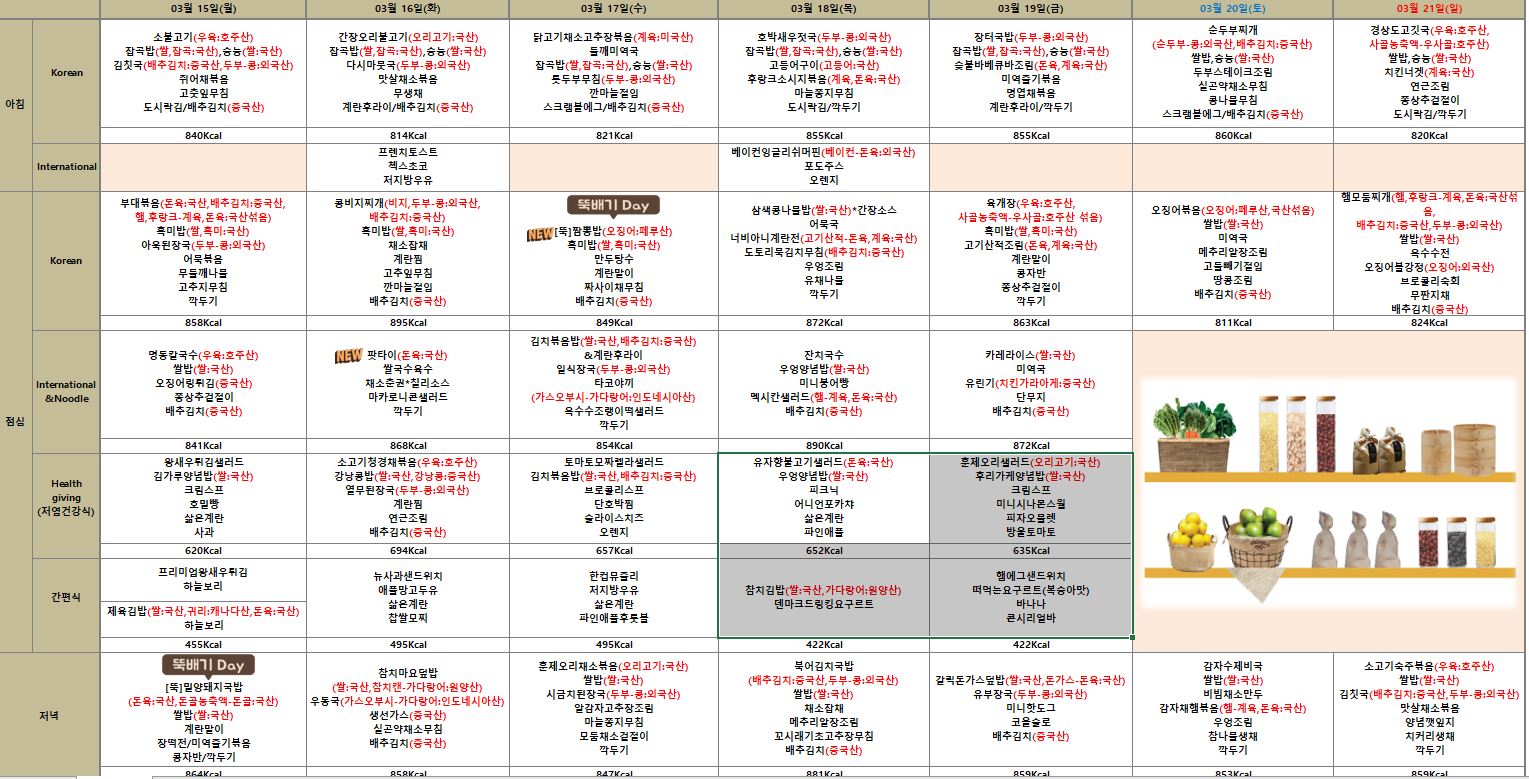 03월 15일(월)
03월 16일(화)
03월 17일(수)
03월 18일(목)
03월 19일(금)
03월 20일(토)
03월 21일(일)
아침
Korean
소불고기(우육:호주산)
잡곡밥(쌀,잡곡:국산),숭늉(쌀:국산)
김칫국(배추김치:중국산,두부-콩:외국산)
쥐어채볶음
고춧잎무침
도시락김/배추김치(중국산)
840Kcal
간장오리불고기(오리고기:국산)
잡곡밥(쌀,잡곡:국산),숭늉(쌀:국산)
다시마뭇국(두부-콩:외국산)
맛살채소볶음
무생채
계란후라이/배추김치(중국산)
814Kcal
닭고기채소고추장볶음(계육:미국산)
들깨미역국
잡곡밥(쌀,잡곡:국산),숭늉(쌀:국산)
톳두부무침(두부-콩:외국산)
깐마늘절임
스크램블에그/배추김치(중국산)
821Kcal
호박새우젓국(두부-콩:외국산)
잡곡밥(쌀,잡곡:국산),숭늉(쌀:국산)
고등어구이(고등어:국산)
후랑크소시지볶음(계육,돈육:국산)
마늘쫑지무침
도시락김/깍두기
855Kcal
장터국밥(두부-콩:외국산)
잡곡밥(쌀,잡곡:국산),숭늉(쌀:국산)
숯불바베큐바조림(돈육,계육:국산)
미역줄기볶음
명엽채볶음
계란후라이/깍두기
855Kcal
순두부찌개
(순두부-콩:외국산,배추김치:중국산)
쌀밥,숭늉(쌀:국산)
두부스테이크조림
실곤약채소무침
콩나물무침
스크램블에그/배추김치(중국산)
860Kcal
경상도고깃국(우육:호주산,
사골농축액-우사골:호주산)
쌀밥,숭늉(쌀:국산)
치킨너겟(계육:국산)
연근조림
쫑상추겉절이
도시락김/깍두기
820Kcal
International
프렌치토스트
첵스초코
저지방우유
베이컨잉글리쉬머핀(베이컨-돈육:외국산)
포도주스
오렌지
점심
Korean
부대볶음(돈육:국산,배추김치:중국산,
햄,후랑크-계육,돈육:국산섞음)
흑미밥(쌀,흑미:국산)
아욱된장국(두부-콩:외국산)
어묵볶음
무들깨나물
고추지무침
깍두기
858Kcal
콩비지찌개(비지,두부-콩:외국산,
배추김치:중국산)
흑미밥(쌀,흑미:국산)
채소잡채
계란찜
고추잎무침
깐마늘절임
배추김치(중국산)
895Kcal
뚝배기 Day
NEW [뚝]짬뽕밥(오징어:페루산)
흑미밥(쌀,흑미:국산)
만두탕수
계란말이
짜사이채무침
배추김치(중국산)
849Kcal
삼색콩나물밥(쌀:국산)*간장소스
어묵국
너비아니계란전(고기산적-돈육,계육:국산)
도토리묵김치무침(배추김치:중국산)
우엉조림
유채나물
깍두기
872Kcal
육개장(우육:호주산,
사골농축액-우사골:호주산 섞음)
흑미밥(쌀,흑미:국산)
고기산적조림(돈육,계육:국산)
계란말이
콩자반
쫑상추겉절이
깍두기
863Kcal
오징어볶음(오징어:페루산,국산섞음)
쌀밥(쌀:국산)
미역국
메추리알장조림
고들빼기절임
땅콩조림
배추김치(중국산)
811Kcal
햄모둠찌개(햄,후랑크-계육,돈육:국산섞
음,
배추김치:중국산,두부-콩:외국산)
쌀밥(쌀:국산)
옥수수전
오징어볼강정(오징어:외국산)
브로콜리숙회
무짠지채
배추김치(중국산)
824Kcal
International
&Noodle
명동칼국수(우육:호주산)
쌀밥(쌀:국산)
오징어링튀김(중국산)
쫑상추겉절이
배추김치(중국산)
841Kcal
NEW 팟타이(돈육:국산)
쌀국수육수
채소춘권*칠리소스
마카로니콘샐러드
깍두기
868Kcal
김치볶음밥(쌀:국산,배추김치:중국산)
&계란후라이
일식장국(두부-콩:외국산)
타코야끼
(가스오부시-가다랑어:인도네시아산)
옥수수조랭이떡샐러드
깍두기
854Kcal
잔치국수
우엉양념밥(쌀:국산)
미니붕어빵
멕시칸샐러드(햄-계육,돈육:국산)
배추김치(중국산)
890Kcal
카레라이스(쌀:국산)
미역국
유린기(치킨가라아게:중국산)
단무지
배추김치(중국산)
872Kcal
Health
giving
(저염건강식)
왕새우튀김샐러드
김가루양념밥(쌀:국산)
크림스프
호밀빵
삶은계란
사과
620Kcal
소고기청경채볶음(우육:호주산)
강낭콩밥(쌀:국산,강낭콩:중국산)
열무된장국(두부-콩:외국산)
계란찜
연근조림
배추김치(중국산)
694Kcal
토마토모짜렐라샐러드
김치볶음밥(쌀:국산,배추김치:중국산)
브로콜리스프
단호박찜
슬라이스치즈
오렌지
657Kcal
유자향불고기샐러드(돈육:국산)
우엉양념밥(쌀:국산)
피크닉
어니언포카챠
삶은계란
파인애플
652Kcal
훈제오리샐러드(오리고기:국산)
후리가케양념밥(쌀:국산)
크림스프
미니시나몬스월
피자오믈렛
방울토마토
635Kcal
간편식
프리미엄왕새우튀김
하늘보리
제육김밥(쌀:국산,귀리:캐나다산,돈육:국산)
하늘보리
455Kcal
뉴사과샌드위치
애플망고두유
삶은계란
찹쌀모찌
495Kcal
한컵뮤즐리
저지방우유
삶은계란
파인애플후룻볼
495Kcal
참치김밥(쌀:국산,가다랑어:원양산)
덴마크드링킹요구르트
422Kcal
햄에그샌드위치
떠먹는요구르트(복숭아맛)
바나나
콘시리얼바
422Kcal
저녁
뚝배기 Day
[뚝]밀양돼지국밥
(돈육:국산,돈골농축액-돈골:국산)
쌀밥(쌀:국산)
계란말이
장떡전/미역줄기볶음
콩자반/깍두기
864Kcal
참치마요덮밥
(쌀:국산,참치캔-가다랑어:원양산)
우동국(가스오부시-가다랑어:인도네시아산)
생선가스(중국산)
실곤약채소무침
배추김치(중국산)
858Kcal
훈제오리채소볶음(오리고기:국산)
쌀밥(쌀:국산)
시금치된장국(두부-콩:외국산)
알감자고추장조림
마늘쫑지무침
모둠채소겉절이
깍두기
847Kcal
북어김치국밥
(배추김치:중국산,두부-콩:외국산)
쌀밥(쌀:국산)
채소잡채
메추리알장조림
꼬시래기초고추장무침
배추김치(중국산)
881Kcal
갈릭돈가스덮밥(쌀:국산,돈가스-돈육:국산)
유부장국(두부-콩:외국산)
미니핫도그
코울슬로
배추김치(중국산)
859Kcal
감자수제비국
쌀밥(쌀:국산)
비빔채소만두
감자채햄볶음(햄-계육,돈육:국산)
우엉조림
참나물생채
깍두기
853Kcal
소고기숙주볶음(우육:호주산)
쌀밥(쌀:국산)
김칫국(배추김치:중국산,두부-콩:외국산)
맛살채소볶음
양념깻잎지
치커리생채
깍두기
859Kcal